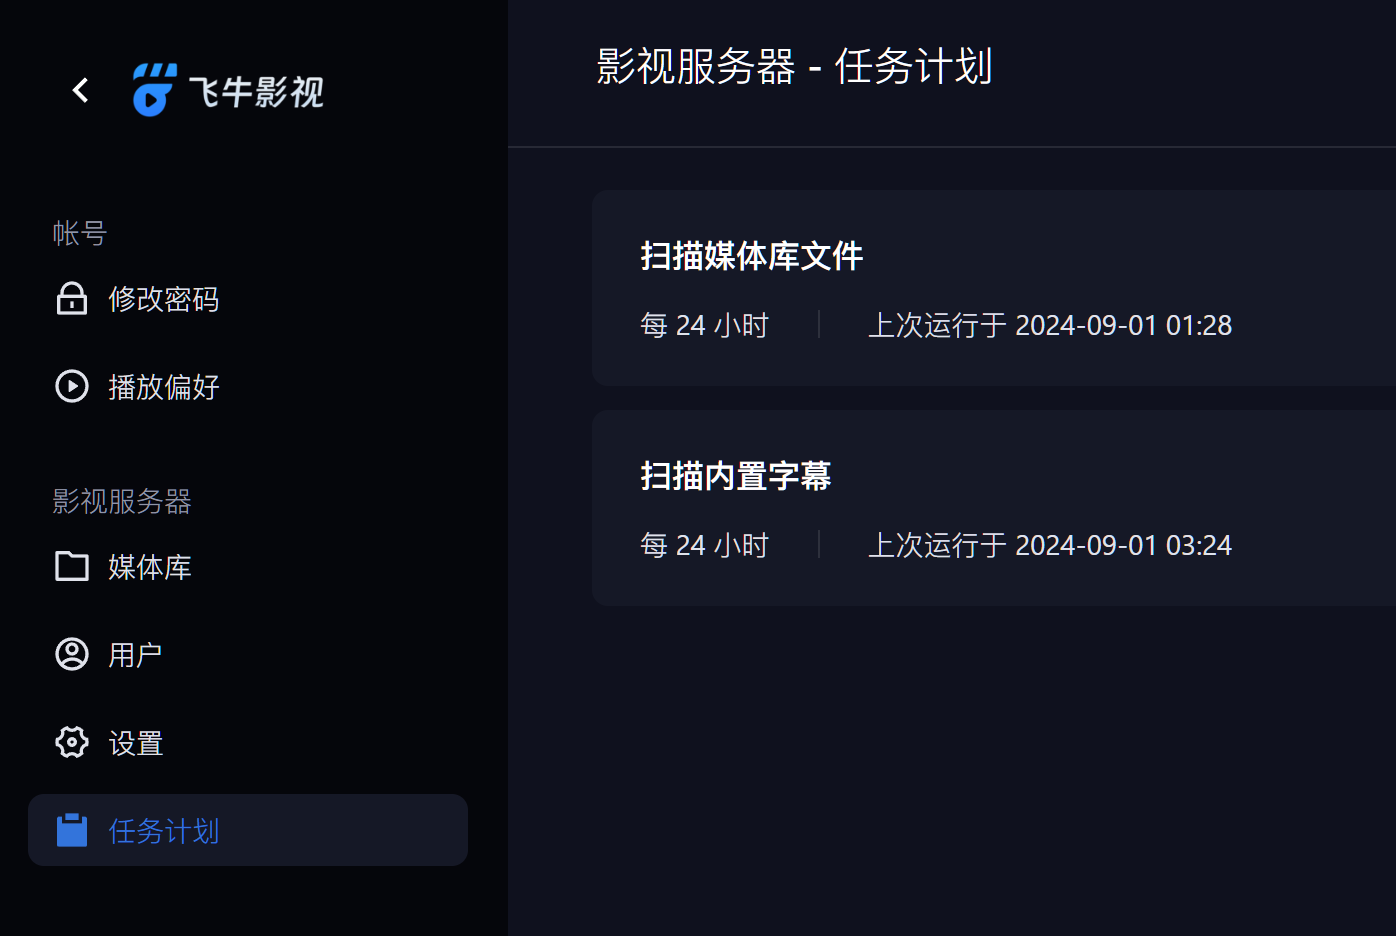 飞牛影视
帐号
修改密码
播放偏好
影视服务器
媒体库
用户
设置
任务计划
影视服务器 - 任务计划
扫描媒体库文件
每 24 小时
上次运行于 2024-09-01 01:28
扫描内置字幕
每 24 小时
上次运行于 2024-09-01 03:24